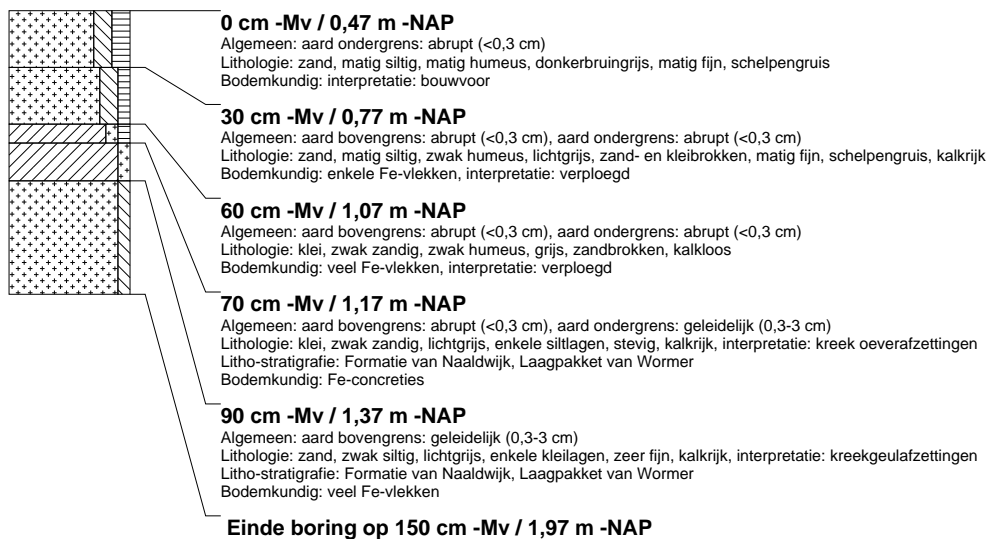 0 cm -Mv / 0,47 m -NAP
Algemeen: aard ondergrens: abrupt (<0,3 cm)
Lithologie: zand, matig siltig, matig humeus, donkerbruingrijs, matig fijn, schelpengruis
Bodemkundig: interpretatie: bouwvoor
30 cm -Mv / 0,77 m -NAP
Algemeen: aard bovengrens: abrupt (<0,3 cm), aard ondergrens: abrupt (<0,3 cm)
Lithologie: zand, matig siltig, zwak humeus, lichtgrijs, zand- en kleibrokken, matig fijn, schelpengruis, kalkrijk
Bodemkundig: enkele Fe-vlekken, interpretatie: verploegd
60 cm -Mv / 1,07 m -NAP
Algemeen: aard bovengrens: abrupt (<0,3 cm), aard ondergrens: abrupt (<0,3 cm)
Lithologie: klei, zwak zandig, zwak humeus, grijs, zandbrokken, kalkloos
Bodemkundig: veel Fe-vlekken, interpretatie: verploegd
70 cm -Mv / 1,17 m -NAP
Algemeen: aard bovengrens: abrupt (<0,3 cm), aard ondergrens: geleidelijk (0,3-3 cm)
Lithologie: klei, zwak zandig, lichtgrijs, enkele siltlagen, stevig, kalkrijk, interpretatie: kreek oeverafzettingen
Litho-stratigrafie: Formatie van Naaldwijk, Laagpakket van Wormer
Bodemkundig: Fe-concreties
90 cm -Mv / 1,37 m -NAP
Algemeen: aard bovengrens: geleidelijk (0,3-3 cm)
Lithologie: zand, zwak siltig, lichtgrijs, enkele kleilagen, zeer fijn, kalkrijk, interpretatie: kreekgeulafzettingen
Litho-stratigrafie: Formatie van Naaldwijk, Laagpakket van Wormer
Bodemkundig: veel Fe-vlekken
Einde boring op 150 cm -Mv / 1,97 m -NAP